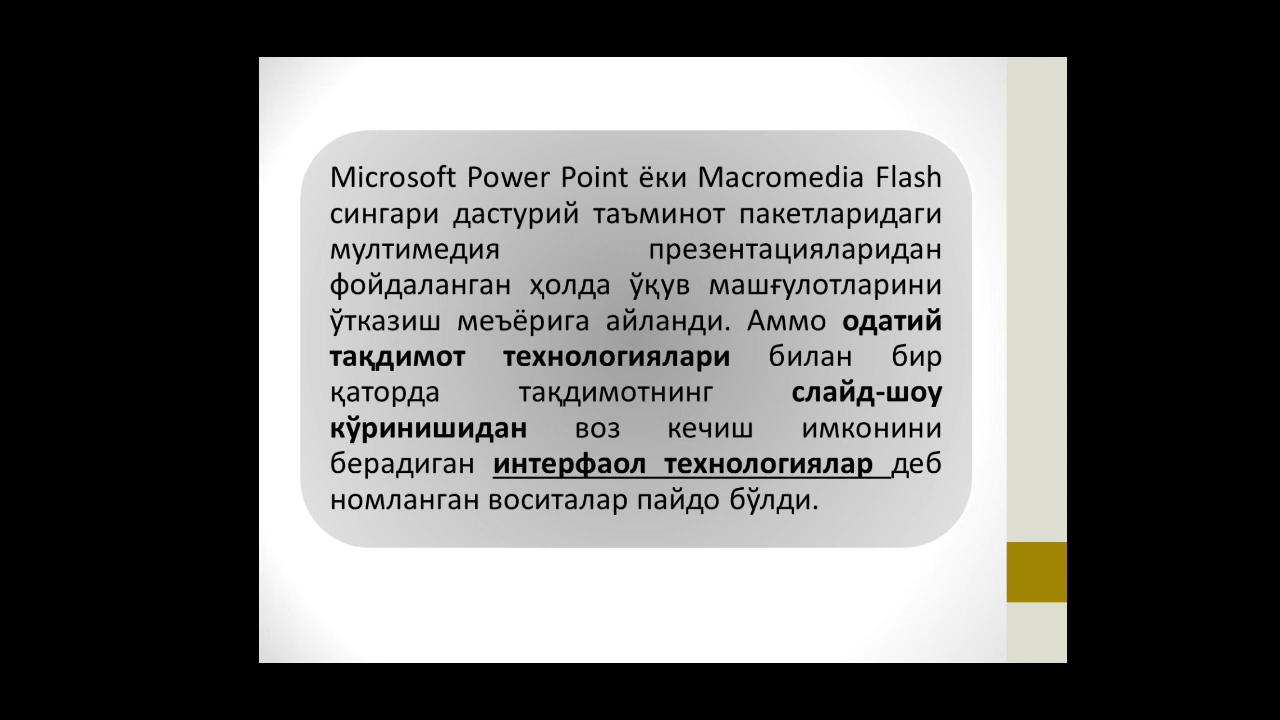 Microsoft Power Point ёки Macromedia Flash
сингари дастурий таъминот пакетларидаги
мултимедия презентацияларидан
фойдаланган ҳолда ўқув машғулотларини
ўтказиш меъёрига айланди. Аммо одатий
тақдимот технологиялари билан бир
қаторда тақдимотнинг слайд-шоу
кўринишидан воз кечиш имконини
берадиган интерфаол технологиялар деб
номланган воситалар пайдо бўлди.